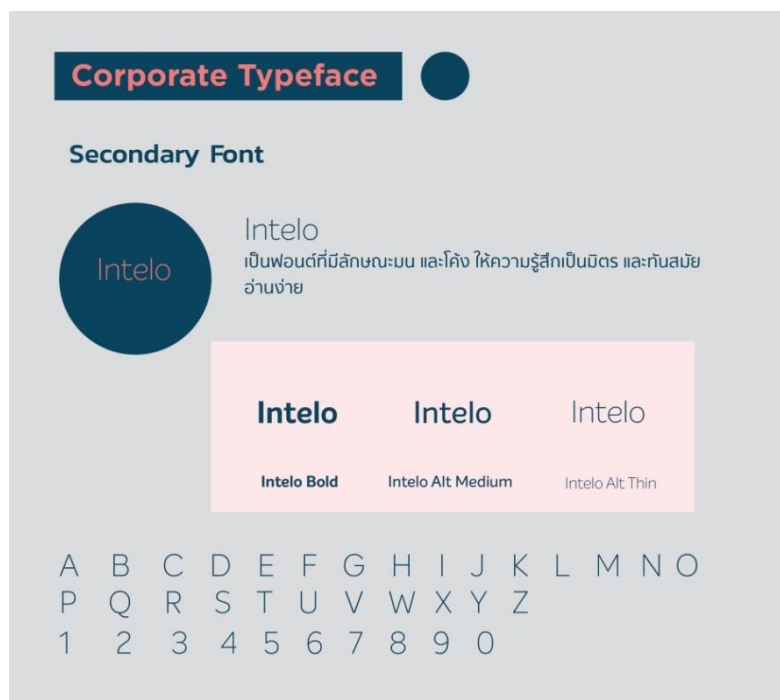 Corporate Typeface
Secondary Font
Intelo
Intelo
เป็นฟอนต์ที่มีลักษณะมน และโค้ง ให้ความรู้สึกเป็นมิตร และทันสมัย
อ่านง่าย
Intelo Intelo Intelo
Intelo Bold Intelo Alt Medium Intelo Alt Thin
A B C D E F G H I J K L M N O
P Q R S T U V W X Y Z
1 2 3 4 5 6 7 8 9 0